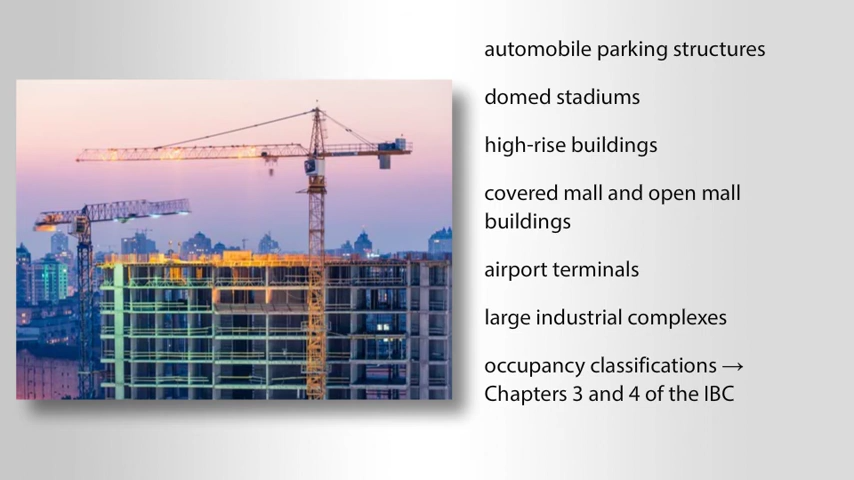 automobile parking structures
domed stadiums
high-rise buildings
covered mall and open mall
buildings
airport terminals
large industrial complexes
occupancy classifications →
Chapters 3 and 4 of the IBC